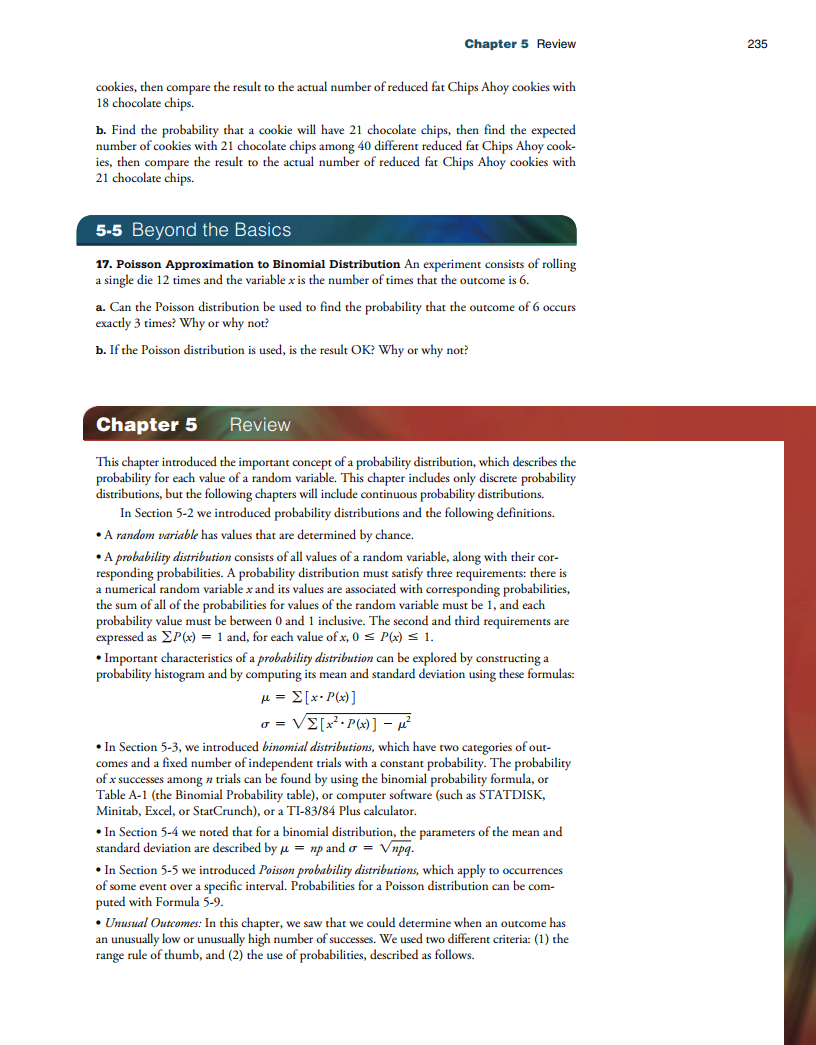 Chapter 5 Review 235
cookies, then compare the result to the actual number of reduced fat Chips Ahoy cookies with
18 chocolate chips.
b. Find the probability that a cookie will have 21 chocolate chips, then find the expected
number of cookies with 21 chocolate chips among 40 different reduced fat Chips Ahoy cook-
ies, then compare the result to the actual number of reduced fat Chips Ahoy cookies with
21 chocolate chips.
5-5 Beyond the Basics
17. Poisson Approximation to Binomial Distribution An experiment consists of rolling
a single die 12 times and the variable x is the number of times that the outcome is 6.
a. Can the Poisson distribution be used to find the probability that the outcome of 6 occurs
exactly 3 times? Why or why not?
b. If the Poisson distribution is used, is the result OK? Why or why not?
Chapter 5 Review
This chapter introduced the important concept of a probability distribution, which describes the
probability for each value of a random variable. This chapter includes only discrete probability
distributions, but the following chapters will include continuous probability distributions.
In Section 5-2 we introduced probability distributions and the following definitions.
• A random variable has values that are determined by chance.
• A probability distribution consists of all values of a random variable, along with their cor-
responding probabilities. A probability distribution must satisfy three requirements: there is
a numerical random variable x and its values are associated with corresponding probabilities,
the sum of all of the probabilities for values of the random variable must be 1, and each
probability value must be between 0 and 1 inclusive. The second and third requirements are
expressed as ΣP(x) = 1 and, for each value of x, 0 ≤ P(x) ≤ 1.
• Important characteristics of a probability distribution can be explored by constructing a
probability histogram and by computing its mean and standard deviation using these formulas:
μ = Σ[x · P(x)]
σ = √Σ[x² · P(x)] − μ²
• In Section 5-3, we introduced binomial distributions, which have two categories of out-
comes and a fixed number of independent trials with a constant probability. The probability
of x successes among n trials can be found by using the binomial probability formula, or
Table A-1 (the Binomial Probability table), or computer software (such as STATDISK,
Minitab, Excel, or StatCrunch), or a TI-83/84 Plus calculator.
• In Section 5-4 we noted that for a binomial distribution, the parameters of the mean and
standard deviation are described by μ = np and σ = √npq.
• In Section 5-5 we introduced Poisson probability distributions, which apply to occurrences
of some event over a specific interval. Probabilities for a Poisson distribution can be com-
puted with Formula 5-9.
• Unusual Outcomes: In this chapter, we saw that we could determine when an outcome has
an unusually low or unusually high number of successes. We used two different criteria: (1) the
range rule of thumb, and (2) the use of probabilities, described as follows.